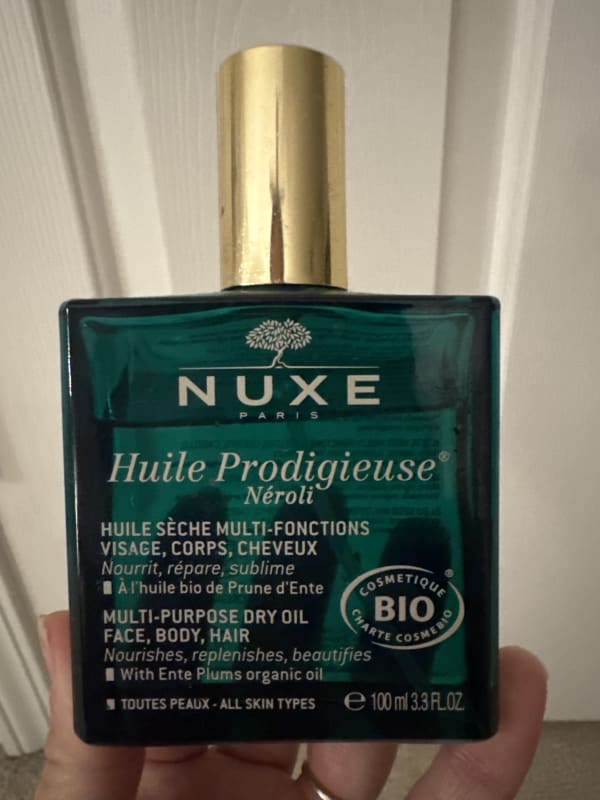 NUXE
PARIS
Huile Prodigieuse®
Néroli
HUILE SÈCHE MULTI-FONCTIONS
VISAGE, CORPS, CHEVEUX
Nourrit, répare, sublime
À l'huile bio de Prune d'Ente
MULTI-PURPOSE DRY OIL
FACE, BODY, HAIR
Nourishes, replenishes, beautifies
With Ente Plums organic oil
COSMETIQUE ®
BIO
CHARTE COSMEBIO
TOUTES PEAUX - ALL SKIN TYPES
℮ 100 ml 3.3 FL.OZ.